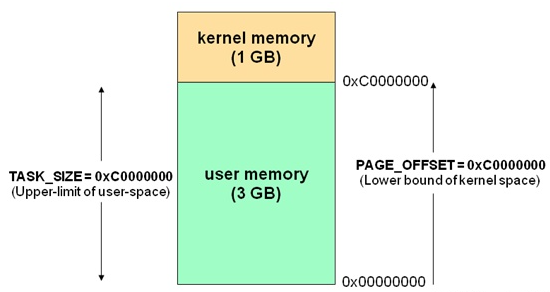 kernel memory
(1 GB)
0xC0000000
TASK_SIZE = 0xC0000000
(Upper-limit of user-space)
user memory
(3 GB)
PAGE_OFFSET = 0xC0000000
(Lower bound of kernel space)
0x00000000